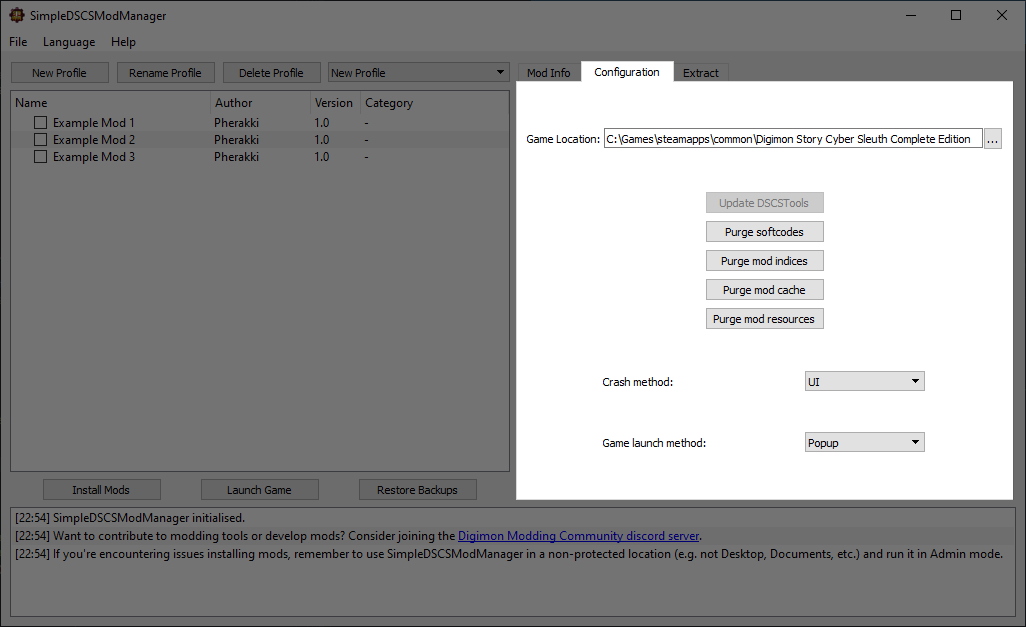 SimpleDSCSModManager
File Language Help
New Profile Rename Profile Delete Profile New Profile
Mod Info Configuration Extract
Name Author Version Category
Example Mod 1 Pherakki 1.0 -
Example Mod 2 Pherakki 1.0 -
Example Mod 3 Pherakki 1.0 -
Game Location: C:\Games\steamapps\common\Digimon Story Cyber Sleuth Complete Edition ...
Update DSCSTools
Purge softcodes
Purge mod indices
Purge mod cache
Purge mod resources
Crash method: UI
Game launch method: Popup
Install Mods Launch Game Restore Backups
[22:54] SimpleDSCSModManager initialised.
[22:54] Want to contribute to modding tools or develop mods? Consider joining the Digimon Modding Community discord server.
[22:54] If you're encountering issues installing mods, remember to use SimpleDSCSModManager in a non-protected location (e.g. not Desktop, Documents, etc.) and run it in Admin mode.